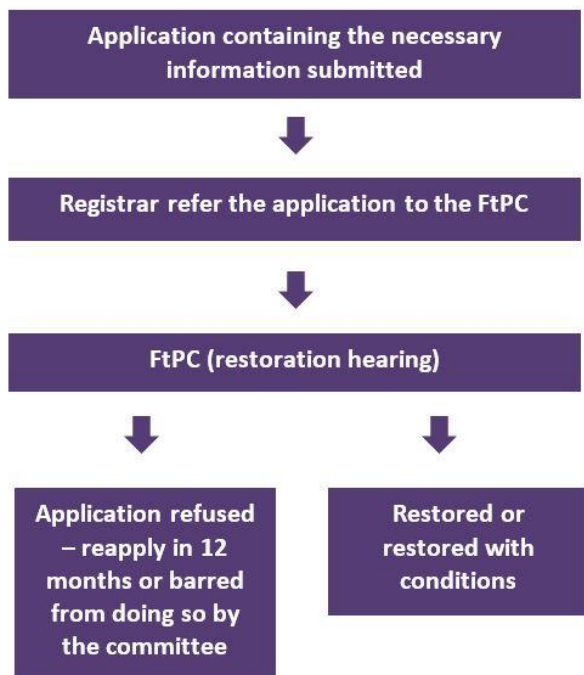 Application containing the necessary
information submitted
Registrar refer the application to the FtPC
FtPC (restoration hearing)
Application refused
– reapply in 12
months or barred
from doing so by
the committee
Restored or
restored with
conditions